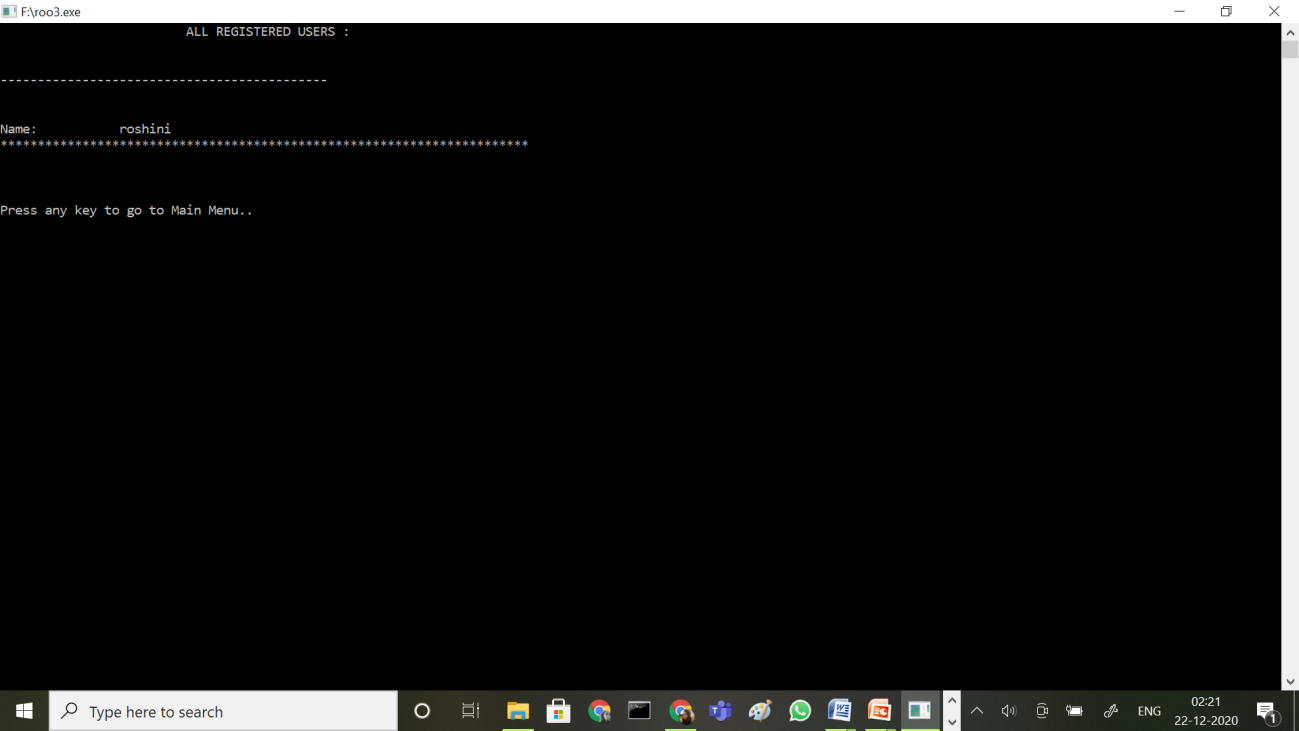 F:\roo3.exe
ALL REGISTERED USERS :
--------------------------------------------
Name: roshini
***********************************************************************
Press any key to go to Main Menu..
Type here to search
ENG
02:21
22-12-2020
1